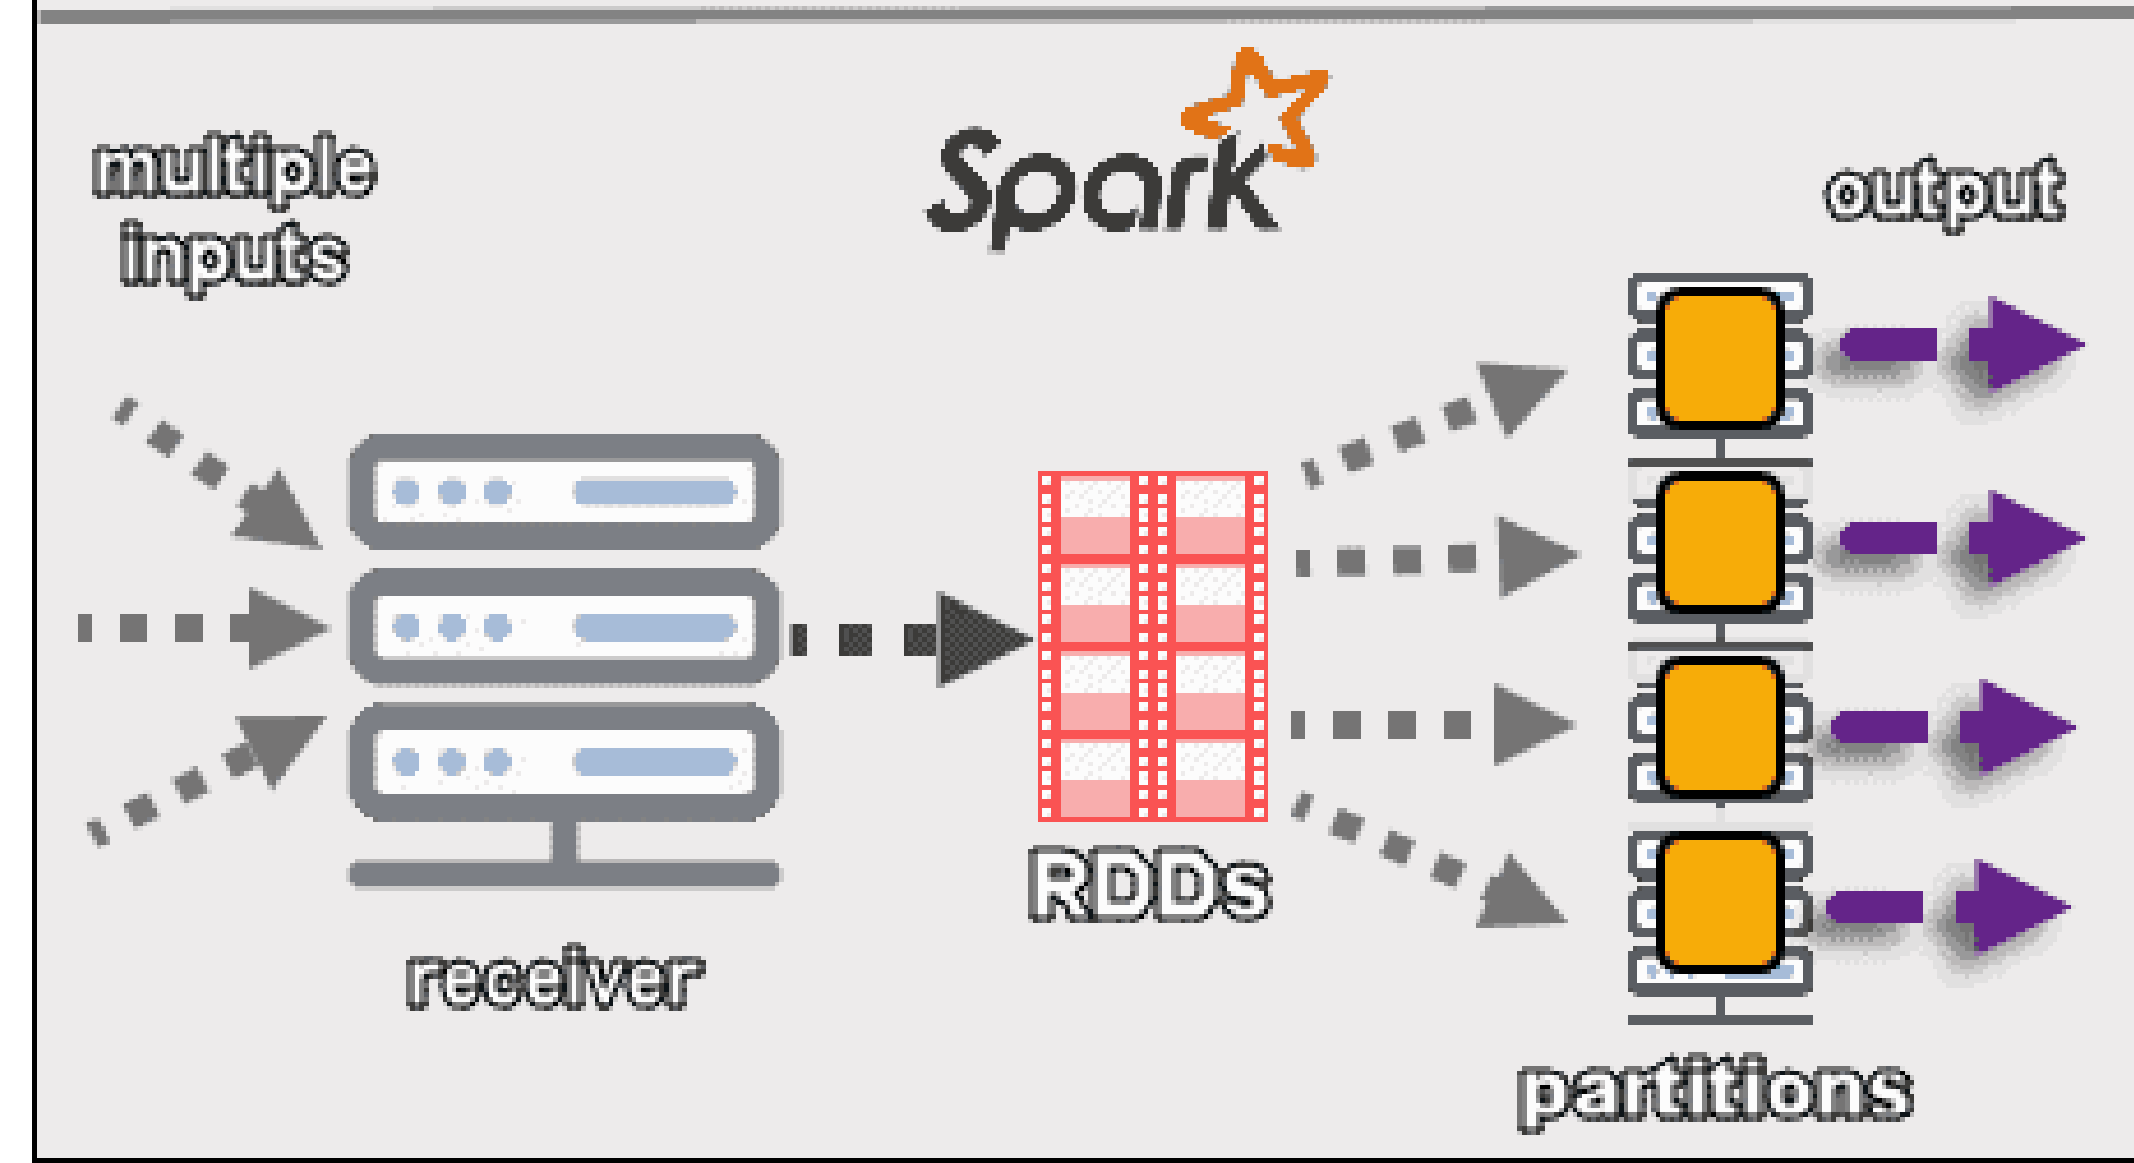 multiple
inputs
Spark
output
RDDs
receiver
partitions